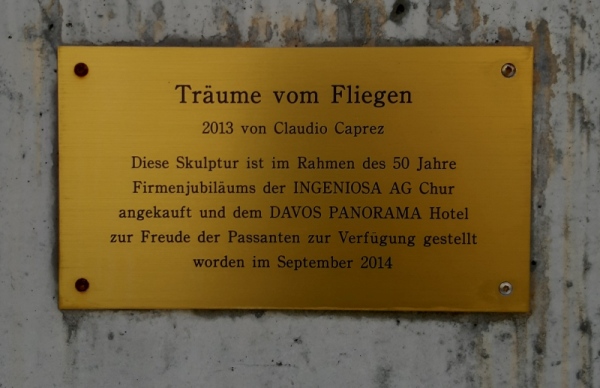 Träume vom Fliegen
2013 von Claudio Caprez
Diese Skulptur ist im Rahmen des 50 Jahre
Firmenjubiläums der INGENIOSA AG Chur
angekauft und dem DAVOS PANORAMA Hotel
zur Freude der Passanten zur Verfügung gestellt
worden im September 2014